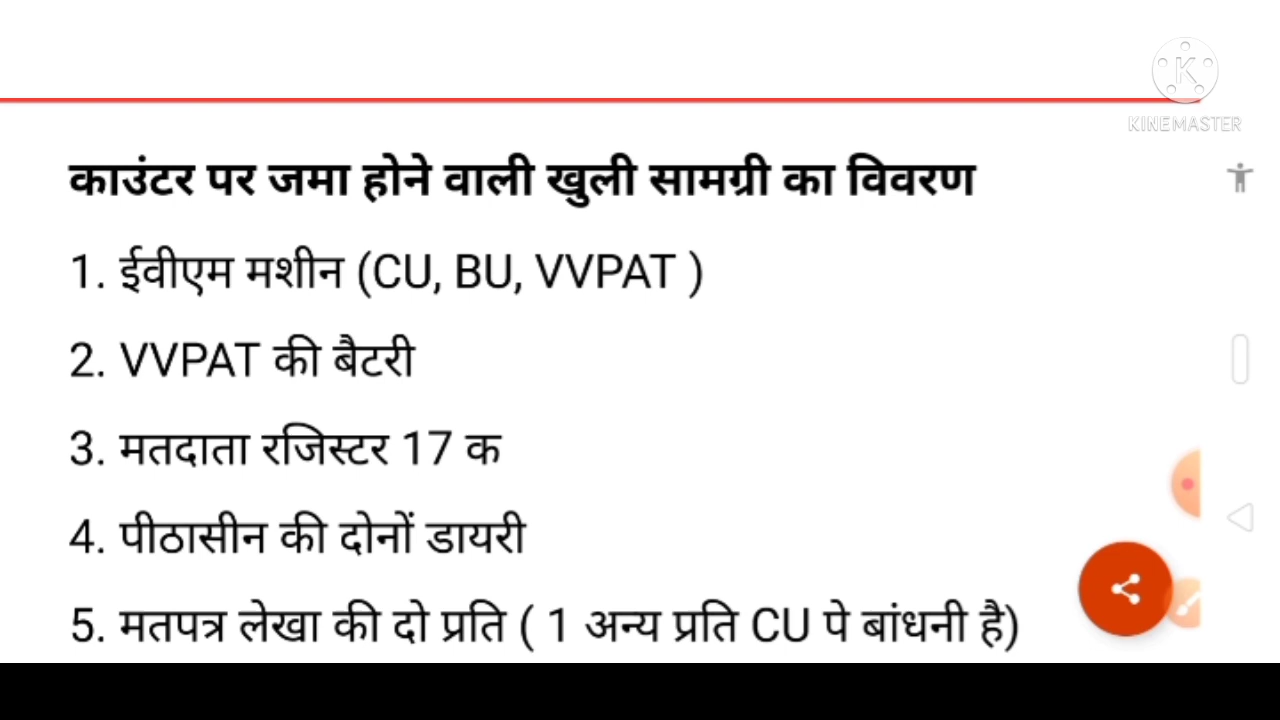 KINEMASTER
काउंटर पर जमा होने वाली खुली सामग्री का विवरण
1. ईवीएम मशीन (CU, BU, VVPAT )
2. VVPAT की बैटरी
3. मतदाता रजिस्टर 17 क
4. पीठासीन की दोनों डायरी
5. मतपत्र लेखा की दो प्रति ( 1 अन्य प्रति CU पे बांधनी है)